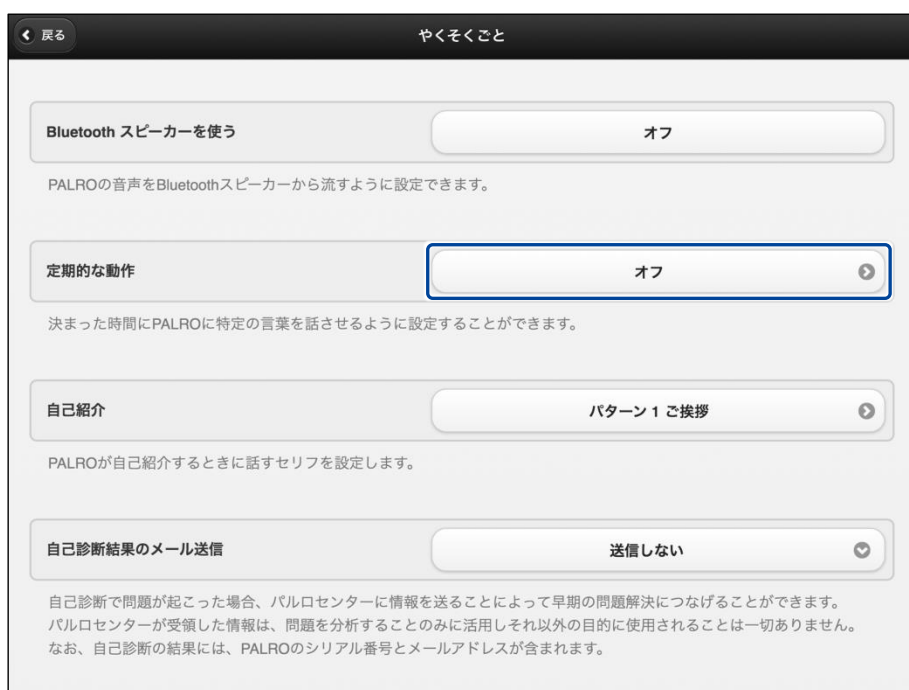 戻る
やくそくごと
Bluetooth スピーカーを使う
オフ
PALROの音声をBluetoothスピーカーから流すように設定できます。
定期的な動作
オフ
決まった時間にPALROに特定の言葉を話させるように設定することができます。
自己紹介
パターン 1 ご挨拶
PALROが自己紹介するときに話すセリフを設定します。
自己診断結果のメール送信
送信しない
自己診断で問題が起こった場合、パルロセンターに情報を送ることによって早期の問題解決につなげることができます。
パルロセンターが受領した情報は、問題を分析することのみに活用しそれ以外の目的に使用されることは一切ありません。
なお、自己診断の結果には、PALROのシリアル番号とメールアドレスが含まれます。